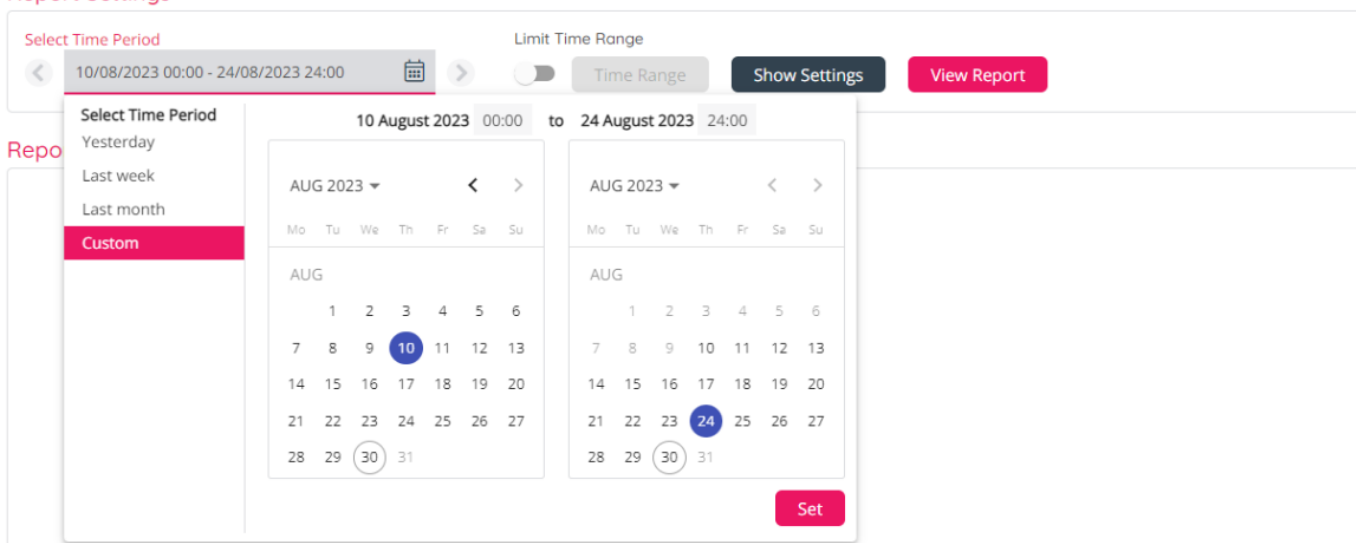 Report Settings
Select Time Period
Limit Time Range
10/08/2023 00:00 - 24/08/2023 24:00
Time Range
Show Settings
View Report
Repo
Select Time Period
Yesterday
Last week
Last month
Custom
10 August 2023 00:00 to 24 August 2023 24:00
AUG 2023
Mo Tu We Th Fr Sa Su
AUG
1 2 3 4 5 6
7 8 9 10 11 12 13
14 15 16 17 18 19 20
21 22 23 24 25 26 27
28 29 30 31
AUG 2023
Mo Tu We Th Fr Sa Su
AUG
1 2 3 4 5 6
7 8 9 10 11 12 13
14 15 16 17 18 19 20
21 22 23 24 25 26 27
28 29 30 31
Set